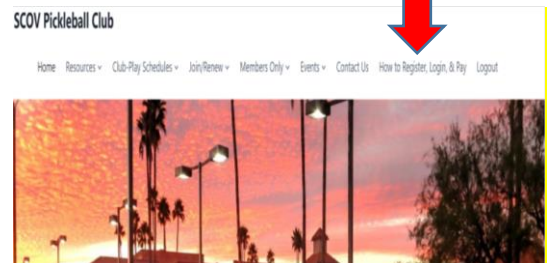 SCOV Pickleball Club
Home Resources Club-Play Schedules Join/Renew Members Only Events Contact Us How to Register, Login, & Pay Logout